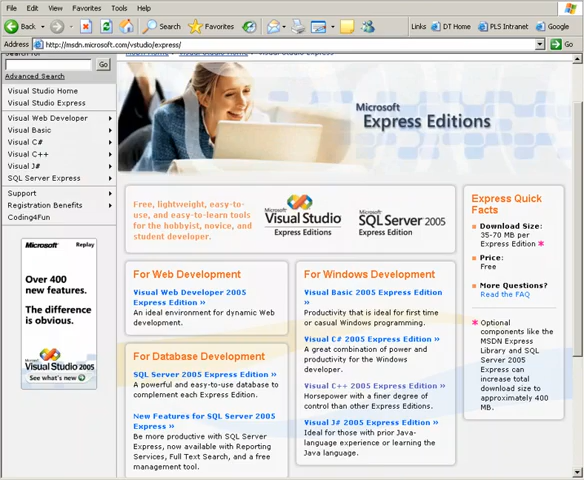 File Edit View Favorites Tools Help
Back Search Favorites Links DT Home PLS Intranet Google
Address http://msdn.microsoft.com/vstudio/express/ Go
Search for
Go
Advanced Search
Visual Studio Home
Visual Studio Express
Visual Web Developer
Visual Basic
Visual C#
Visual C++
Visual J#
SQL Server Express
Support
Registration Benefits
Coding4Fun
Microsoft Replay
Over 400
new features.
The difference
is obvious.
Microsoft
Visual Studio 2005
See what's new
Microsoft
Express Editions
Free, lightweight, easy-to-
use, and easy-to-learn tools
for the hobbyist, novice, and
student developer.
Microsoft
Visual Studio
Express Editions
Microsoft
SQL Server 2005
Express Edition
For Web Development
Visual Web Developer 2005
Express Edition »
An ideal environment for dynamic Web
development.
For Database Development
SQL Server 2005 Express Edition »
A powerful and easy-to-use database to
complement each Express Edition.
New Features for SQL Server 2005
Express »
Be more productive with SQL Server
Express, now available with Reporting
Services, Full Text Search, and a free
management tool.
For Windows Development
Visual Basic 2005 Express Edition
»
Productivity that is ideal for first time
or casual Windows programming.
Visual C# 2005 Express Edition »
A great combination of power and
productivity for the Windows
developer.
Visual C++ 2005 Express Edition »
Horsepower with a finer degree of
control than other Express Editions.
Visual J# 2005 Express Edition »
Ideal for those with prior Java-
language experience or learning the
Java language.
Express Quick
Facts
Download Size:
35-70 MB per
Express Edition *
Price:
Free
More Questions?
Read the FAQ
* Optional
components like the
MSDN Express
Library and SQL
Server 2005
Express can
increase total
download size to
approximately 400
MB.